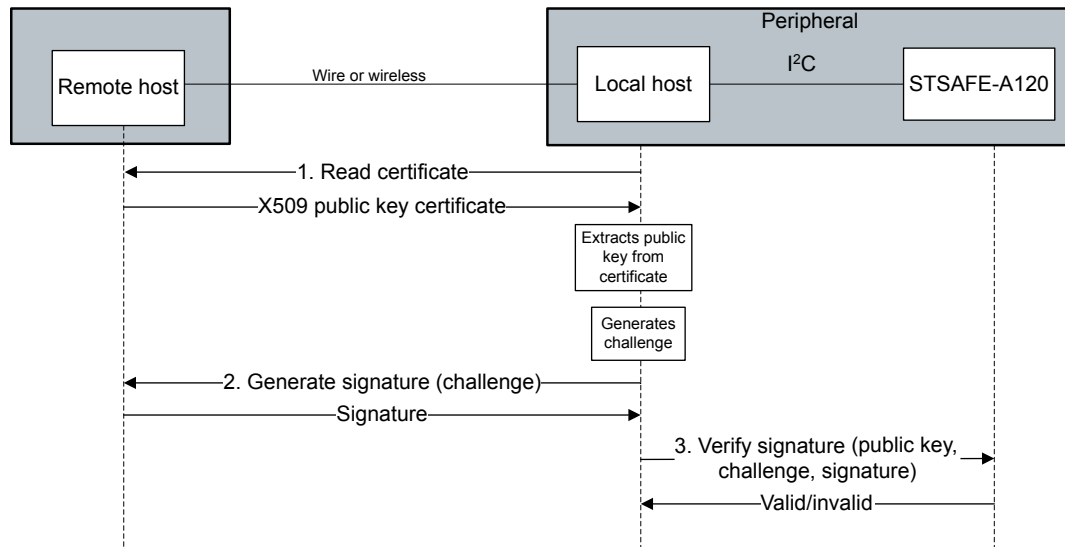 Peripheral
Remote host
Wire or wireless
Local host
I²C
STSAFE-A120
1. Read certificate
X509 public key certificate
Extracts public
key from
certificate
Generates
challenge
2. Generate signature (challenge)
Signature
3. Verify signature (public key,
challenge, signature)
Valid/invalid